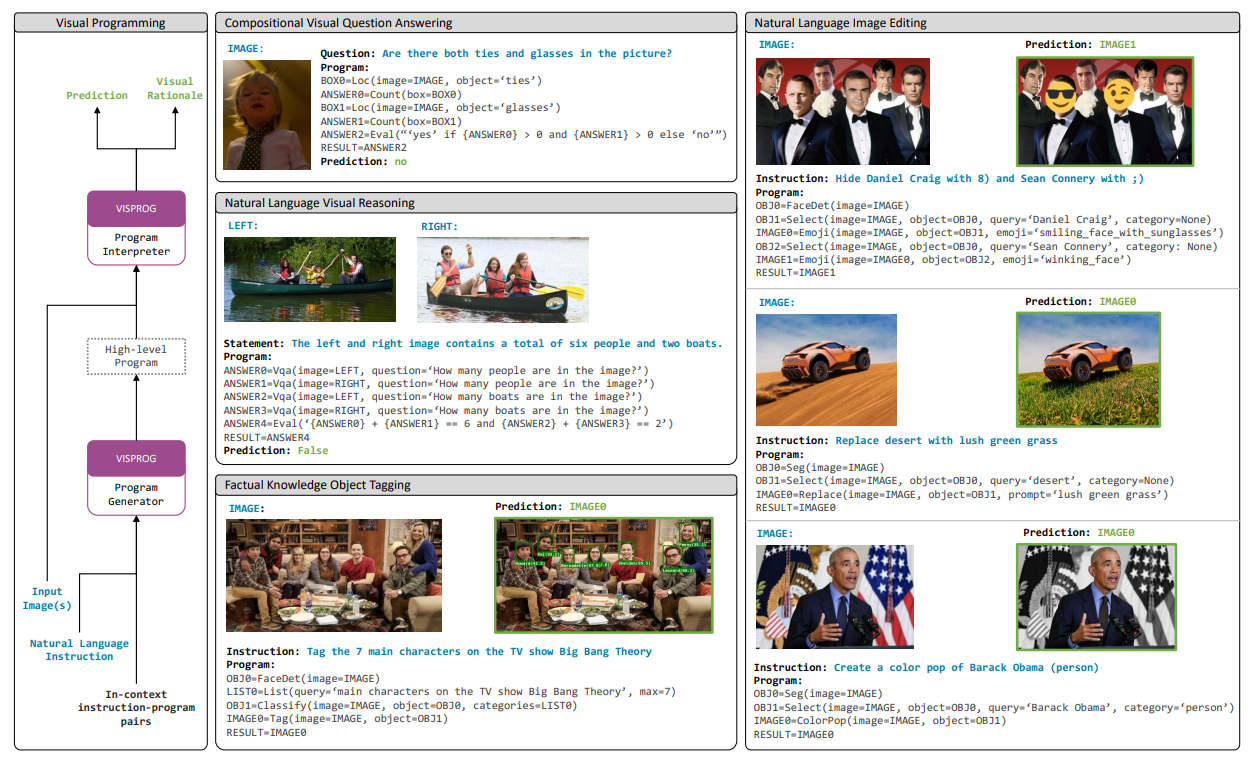 Visual Programming
Prediction
Visual
Rationale
VISPROG
Program
Interpreter
High-level
Program
VISPROG
Program
Generator
Input
Image(s)
Natural Language
Instruction
In-context
instruction-program
pairs
Compositional Visual Question Answering
IMAGE:
Question: Are there both ties and glasses in the picture?
Program:
BOX0=Loc(image=IMAGE, object=‘ties’)
ANSWER0=Count(box=BOX0)
BOX1=Loc(image=IMAGE, object=‘glasses’)
ANSWER1=Count(box=BOX1)
ANSWER2=Eval(“‘yes’ if {ANSWER0} > 0 and {ANSWER1} > 0 else ‘no’”)
RESULT=ANSWER2
Prediction: no
Natural Language Visual Reasoning
LEFT:
RIGHT:
Statement: The left and right image contains a total of six people and two boats.
Program:
ANSWER0=Vqa(image=LEFT, question=‘How many people are in the image?’)
ANSWER1=Vqa(image=RIGHT, question=‘How many people are in the image?’)
ANSWER2=Vqa(image=LEFT, question=‘How many boats are in the image?’)
ANSWER3=Vqa(image=RIGHT, question=‘How many boats are in the image?’)
ANSWER4=Eval(‘{ANSWER0} + {ANSWER1} == 6 and {ANSWER2} + {ANSWER3} == 2’)
RESULT=ANSWER4
Prediction: False
Factual Knowledge Object Tagging
IMAGE:
Prediction: IMAGE0
Instruction: Tag the 7 main characters on the TV show Big Bang Theory
Program:
OBJ0=FaceDet(image=IMAGE)
LIST0=List(query=‘main characters on the TV show Big Bang Theory’, max=7)
OBJ1=Classify(image=IMAGE, object=OBJ0, categories=LIST0)
IMAGE0=Tag(image=IMAGE, object=OBJ1)
RESULT=IMAGE0
Natural Language Image Editing
IMAGE:
Prediction: IMAGE1
Instruction: Hide Daniel Craig with 8) and Sean Connery with ;)
Program:
OBJ0=FaceDet(image=IMAGE)
OBJ1=Select(image=IMAGE, object=OBJ0, query=‘Daniel Craig’, category=None)
IMAGE0=Emoji(image=IMAGE, object=OBJ1, emoji=‘smiling_face_with_sunglasses’)
OBJ2=Select(image=IMAGE, object=OBJ0, query=‘Sean Connery’, category: None)
IMAGE1=Emoji(image=IMAGE0, object=OBJ2, emoji=‘winking_face’)
RESULT=IMAGE1
IMAGE:
Prediction: IMAGE0
Instruction: Replace desert with lush green grass
Program:
OBJ0=Seg(image=IMAGE)
OBJ1=Select(image=IMAGE, object=OBJ0, query=‘desert’, category=None)
IMAGE0=Replace(image=IMAGE, object=OBJ1, prompt=‘lush green grass’)
RESULT=IMAGE0
IMAGE:
Prediction: IMAGE0
Instruction: Create a color pop of Barack Obama (person)
Program:
OBJ0=Seg(image=IMAGE)
OBJ1=Select(image=IMAGE, object=OBJ0, query=‘Barack Obama’, category=‘person’)
IMAGE0=ColorPop(image=IMAGE, object=OBJ1)
RESULT=IMAGE0